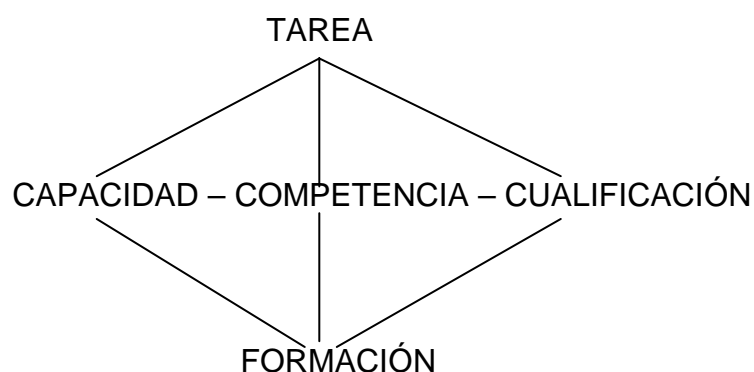 TAREA
CAPACIDAD – COMPETENCIA – CUALIFICACIÓN
FORMACIÓN